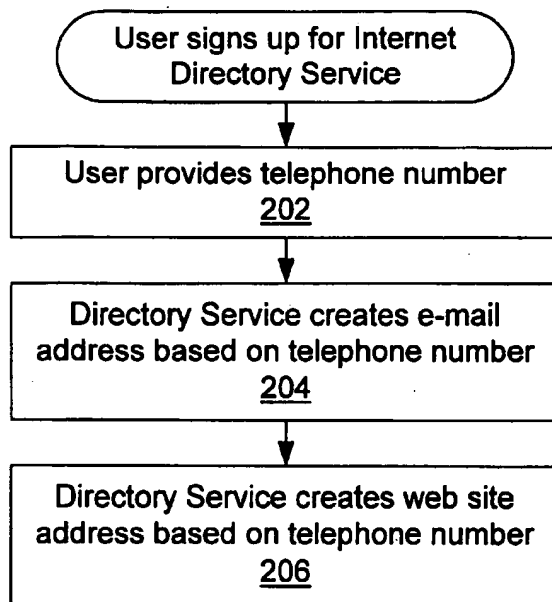 User signs up for Internet
Directory Service
User provides telephone number
202
Directory Service creates e-mail
address based on telephone number
204
Directory Service creates web site
address based on telephone number
206